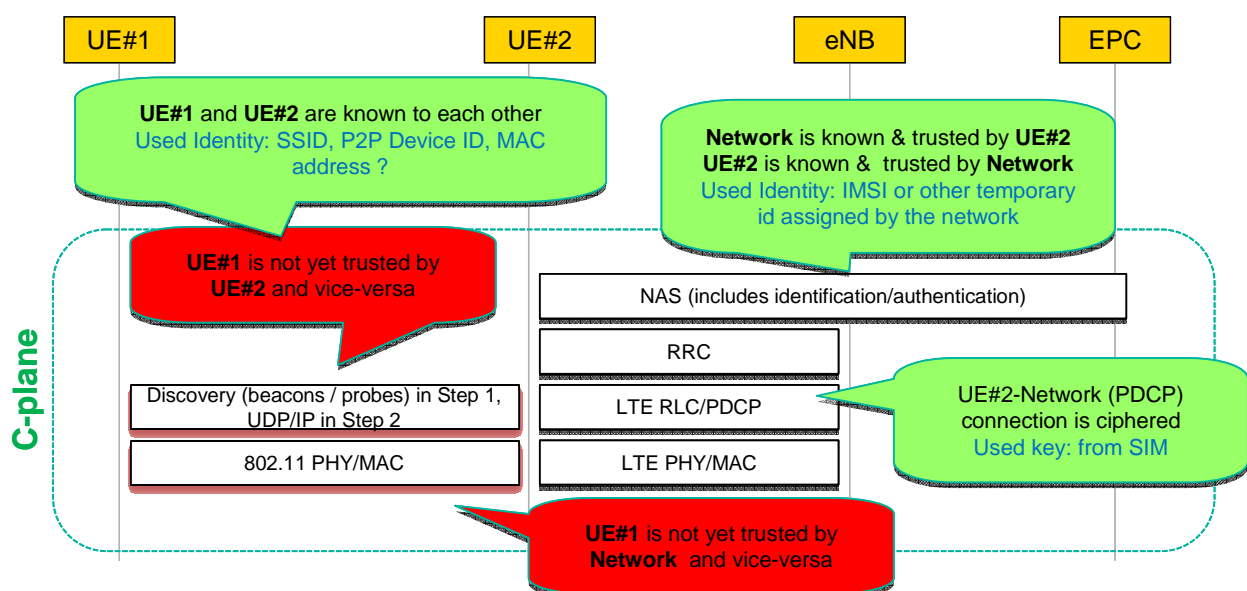 UE#1
UE#2
eNB
EPC
UE#1 and UE#2 are known to each other
Used Identity: SSID, P2P Device ID, MAC
address ?
Network is known & trusted by UE#2
UE#2 is known &  trusted by Network
Used Identity: IMSI or other temporary
id assigned by the network
UE#1 is not yet trusted by
UE#2 and vice-versa
NAS (includes identification/authentication)
RRC
C-plane
Discovery (beacons / probes) in Step 1,
UDP/IP in Step 2
LTE RLC/PDCP
UE#2-Network (PDCP)
connection is ciphered
Used key: from SIM
802.11 PHY/MAC
LTE PHY/MAC
UE#1 is not yet trusted by
Network  and vice-versa